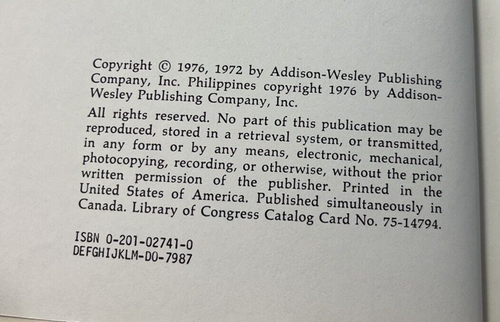 Copyright © 1976, 1972 by Addison-Wesley Publishing
Company, Inc. Philippines copyright 1976 by Addison-
Wesley Publishing Company, Inc.
All rights reserved. No part of this publication may be
reproduced, stored in a retrieval system, or transmitted,
in any form or by any means, electronic, mechanical,
photocopying, recording, or otherwise, without the prior
written permission of the publisher. Printed in the
United States of America. Published simultaneously in
Canada. Library of Congress Catalog Card No. 75-14794.
ISBN 0-201-02741-0
DEFGHIJKLM-DO-7987